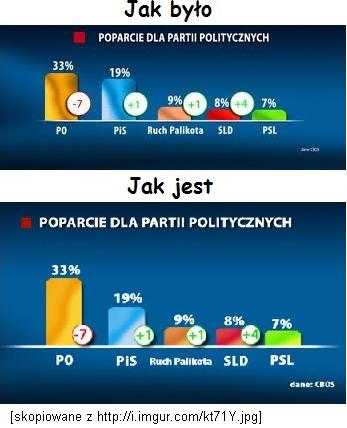 Jak było
POPARCIE DLA PARTII POLITYCZNYCH
33% 19% 9% 8% 7%
-7 +1 +1 +4
PO PiS Ruch Palikota SLD PSL
dane: CBOS
Jak jest
POPARCIE DLA PARTII POLITYCZNYCH
33% 19% 9% 8% 7%
-7 +1 +1 +4
PO PiS Ruch Palikota SLD PSL
dane: CBOS
[skopiowane z http://i.imgur.com/kt71Y.jpg]